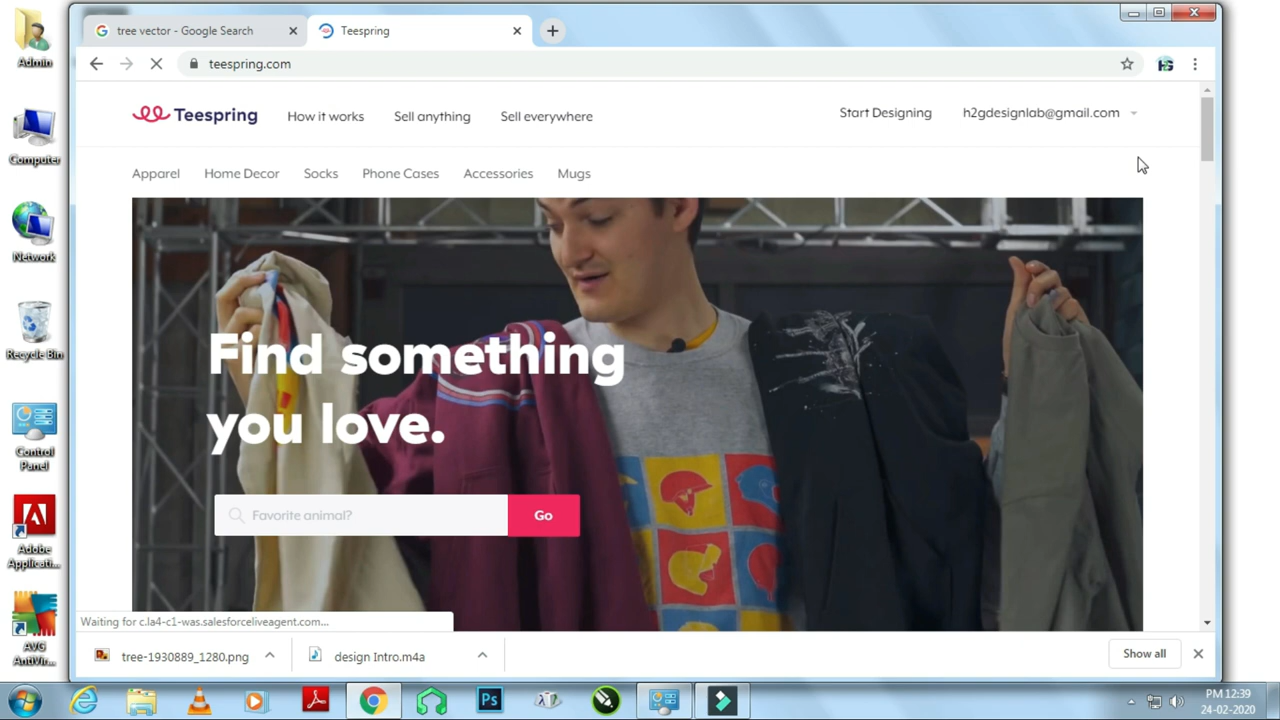 Admin
Computer
Network
Recycle Bin
Control
Panel
Adobe
Applicati...
AVG
AntiVir...
tree vector - Google Search
Teespring
teespring.com
Teespring
How it works
Sell anything
Sell everywhere
Start Designing
h2gdesignlab@gmail.com
Apparel
Home Decor
Socks
Phone Cases
Accessories
Mugs
Find something
you love.
Favorite animal?
Go
Waiting for c.la4-c1-was.salesforceliveagent.com...
tree-1930889_1280.png
design Intro.m4a
Show all
Ps
PM 12:39
24-02-2020